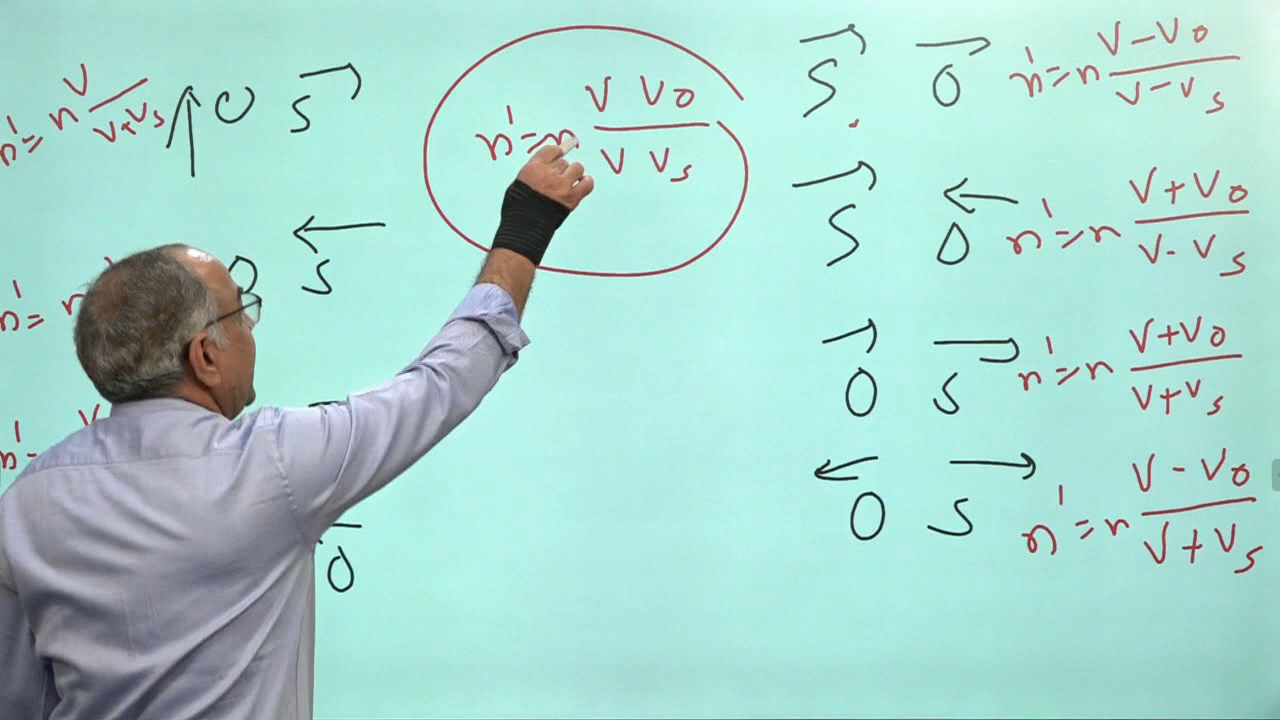 n' = n V / V+Vs ↑ O S →
O S ←
n' =
n' =
O
n' = n (V Vo) / (V Vs)
S → O → n' = n (V - Vo) / (V - Vs)
S → O ← n' = n (V + Vo) / (V - Vs)
O → S → n' = n (V + Vo) / (V + Vs)
O ← S → n' = n (V - Vo) / (V + Vs)